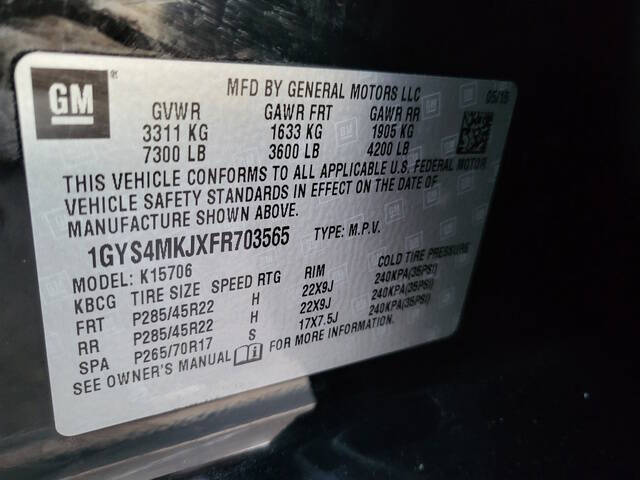 GM ®
MFD BY GENERAL MOTORS LLC 05/15
GVWR GAWR FRT GAWR RR
3311 KG 1633 KG 1905 KG
7300 LB 3600 LB 4200 LB
THIS VEHICLE CONFORMS TO ALL APPLICABLE U.S. FEDERAL MOTOR
VEHICLE SAFETY STANDARDS IN EFFECT ON THE DATE OF
MANUFACTURE SHOWN ABOVE.
1GYS4MKJXFR703565 TYPE: M.P.V.
MODEL: K15706
KBCG TIRE SIZE SPEED RTG RIM COLD TIRE PRESSURE
FRT P285/45R22 H 22X9J 240KPA(35PSI)
RR P285/45R22 H 22X9J 240KPA(35PSI)
SPA P265/70R17 S 17X7.5J 240KPA(35PSI)
SEE OWNER'S MANUAL FOR MORE INFORMATION.